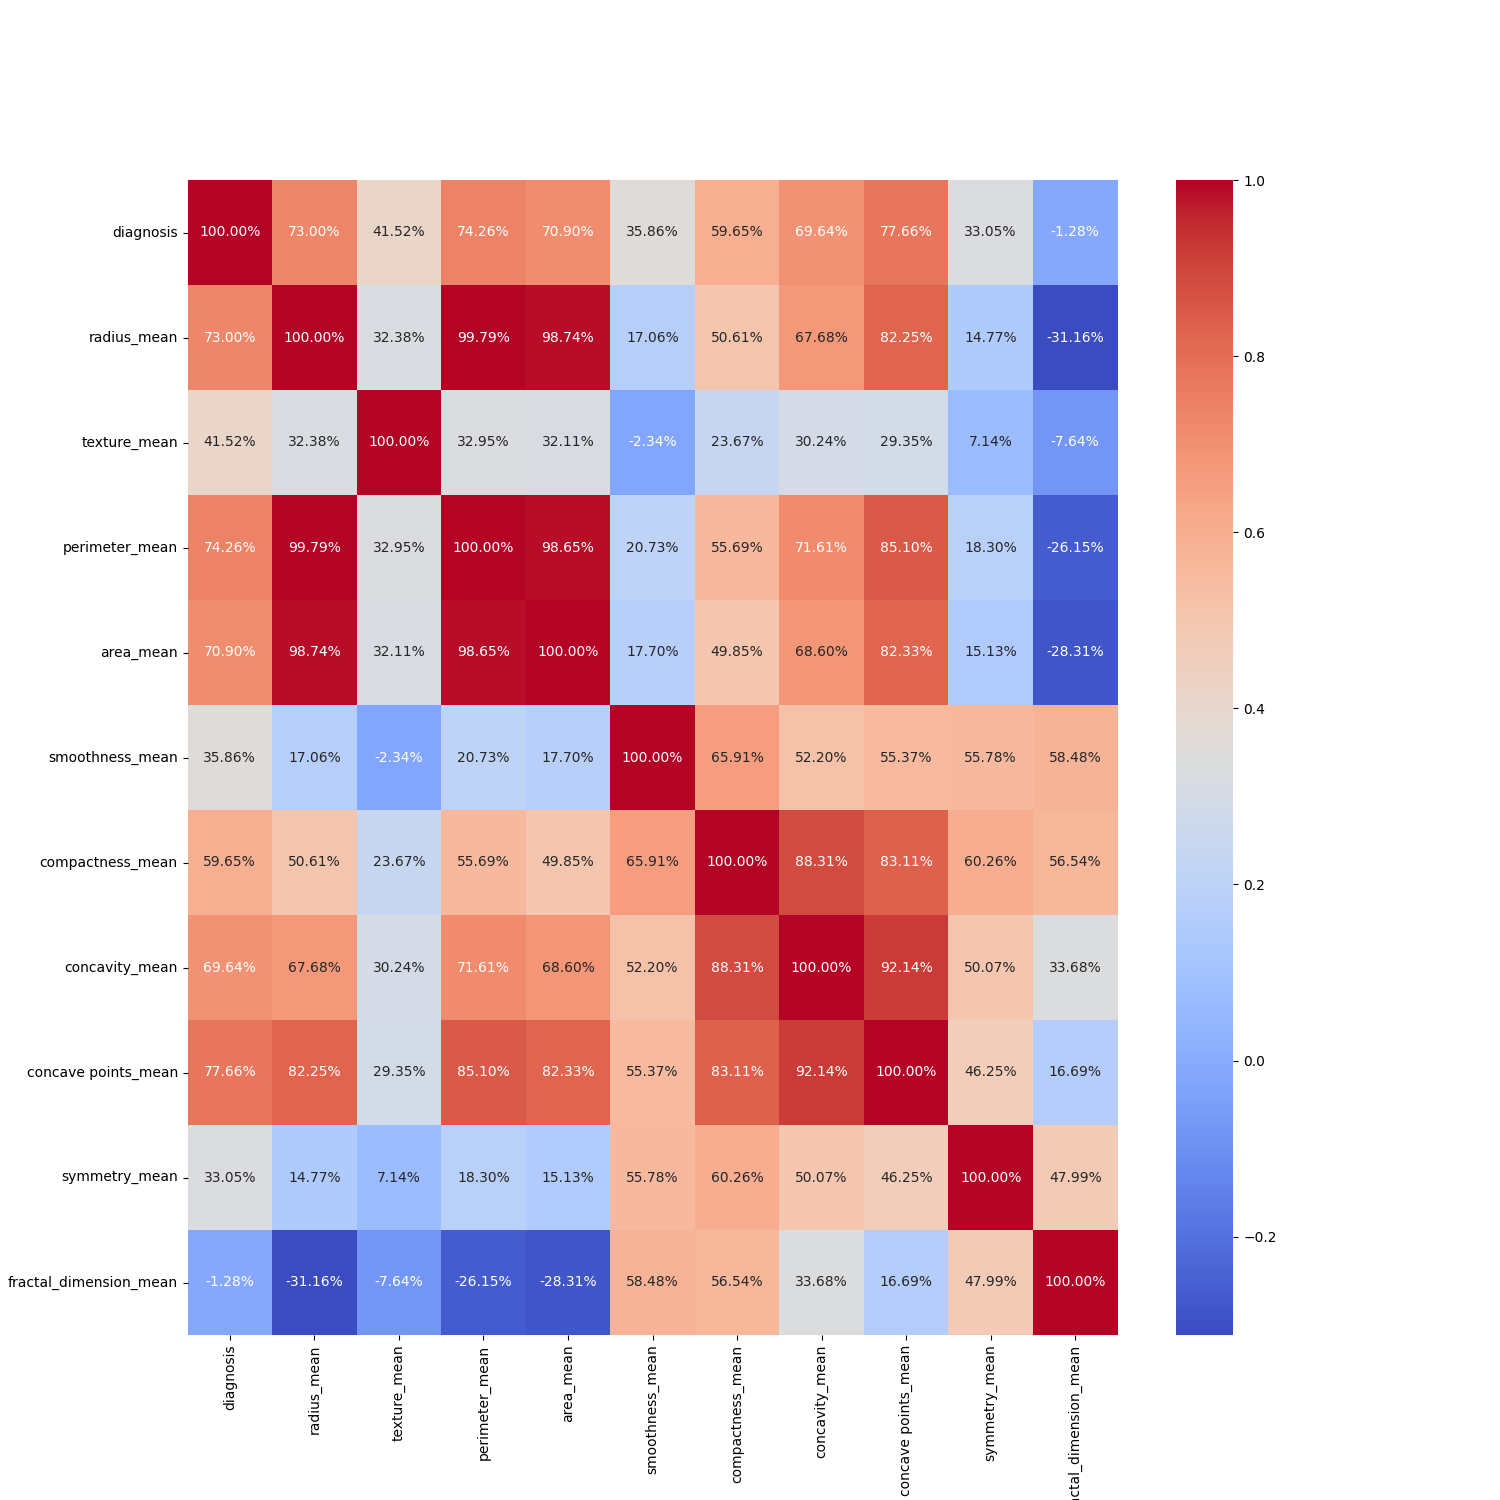 diagnosis 100.00% 73.00% 41.52% 74.26% 70.90% 35.86% 59.65% 69.64% 77.66% 33.05% -1.28%
radius_mean 73.00% 100.00% 32.38% 99.79% 98.74% 17.06% 50.61% 67.68% 82.25% 14.77% -31.16%
texture_mean 41.52% 32.38% 100.00% 32.95% 32.11% -2.34% 23.67% 30.24% 29.35% 7.14% -7.64%
perimeter_mean 74.26% 99.79% 32.95% 100.00% 98.65% 20.73% 55.69% 71.61% 85.10% 18.30% -26.15%
area_mean 70.90% 98.74% 32.11% 98.65% 100.00% 17.70% 49.85% 68.60% 82.33% 15.13% -28.31%
smoothness_mean 35.86% 17.06% -2.34% 20.73% 17.70% 100.00% 65.91% 52.20% 55.37% 55.78% 58.48%
compactness_mean 59.65% 50.61% 23.67% 55.69% 49.85% 65.91% 100.00% 88.31% 83.11% 60.26% 56.54%
concavity_mean 69.64% 67.68% 30.24% 71.61% 68.60% 52.20% 88.31% 100.00% 92.14% 50.07% 33.68%
concave points_mean 77.66% 82.25% 29.35% 85.10% 82.33% 55.37% 83.11% 92.14% 100.00% 46.25% 16.69%
symmetry_mean 33.05% 14.77% 7.14% 18.30% 15.13% 55.78% 60.26% 50.07% 46.25% 100.00% 47.99%
fractal_dimension_mean -1.28% -31.16% -7.64% -26.15% -28.31% 58.48% 56.54% 33.68% 16.69% 47.99% 100.00%
diagnosis
radius_mean
texture_mean
perimeter_mean
area_mean
smoothness_mean
compactness_mean
concavity_mean
concave points_mean
symmetry_mean
ctal_dimension_mean
1.0
0.8
0.6
0.4
0.2
0.0
−0.2